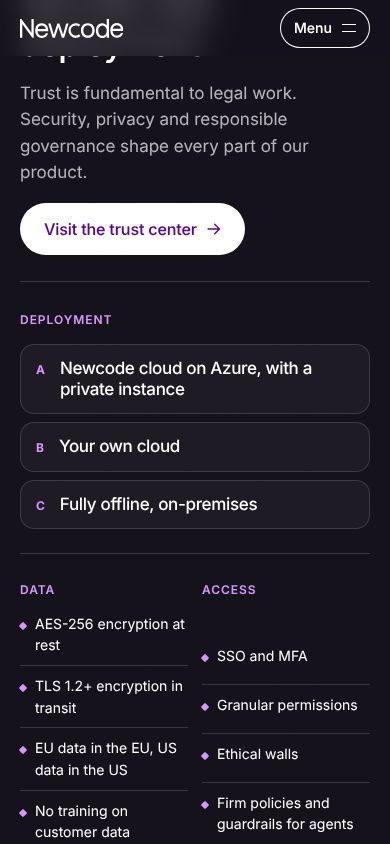 Newcode
Menu
Trust is fundamental to legal work.
Security, privacy and responsible
governance shape every part of our
product.
Visit the trust center →
DEPLOYMENT
A Newcode cloud on Azure, with a
private instance
B Your own cloud
C Fully offline, on-premises
DATA
AES-256 encryption at
rest
TLS 1.2+ encryption in
transit
EU data in the EU, US
data in the US
No training on
customer data
ACCESS
SSO and MFA
Granular permissions
Ethical walls
Firm policies and
guardrails for agents